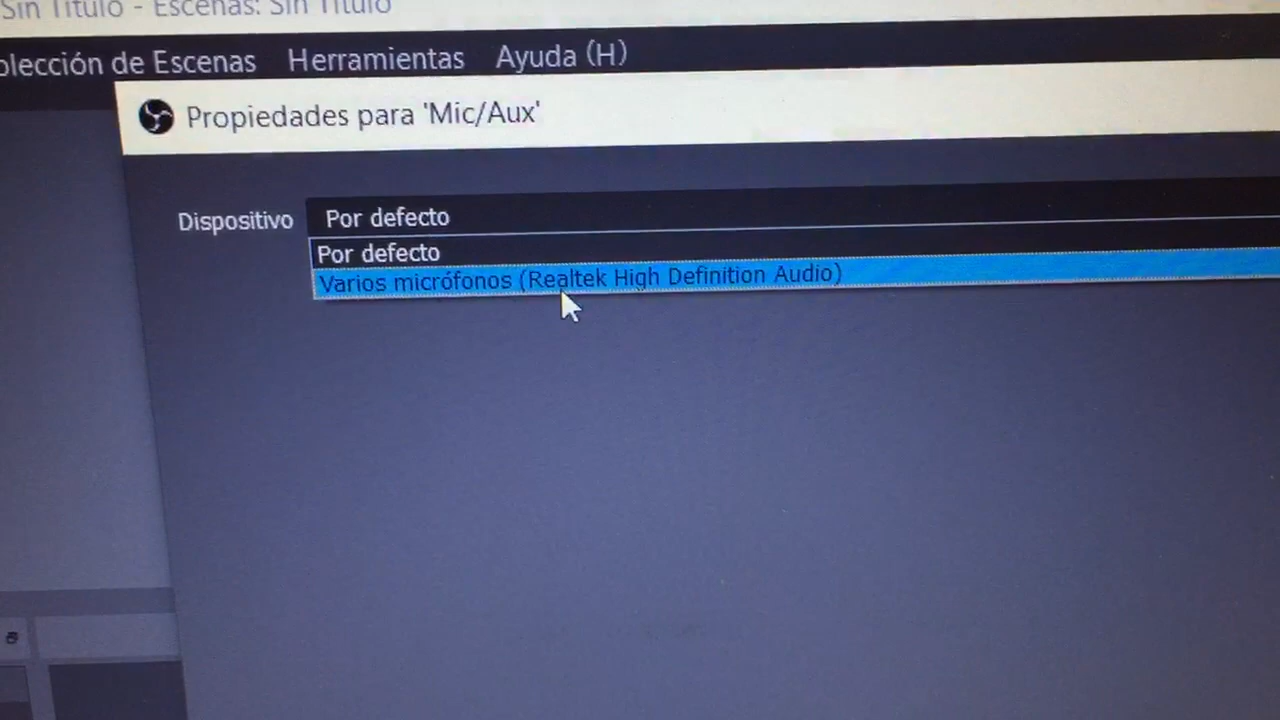 Sin Título - Escenas: Sin Título
olección de Escenas Herramientas Ayuda (H)
Propiedades para 'Mic/Aux'
Dispositivo Por defecto
Por defecto
Varios micrófonos (Realtek High Definition Audio)